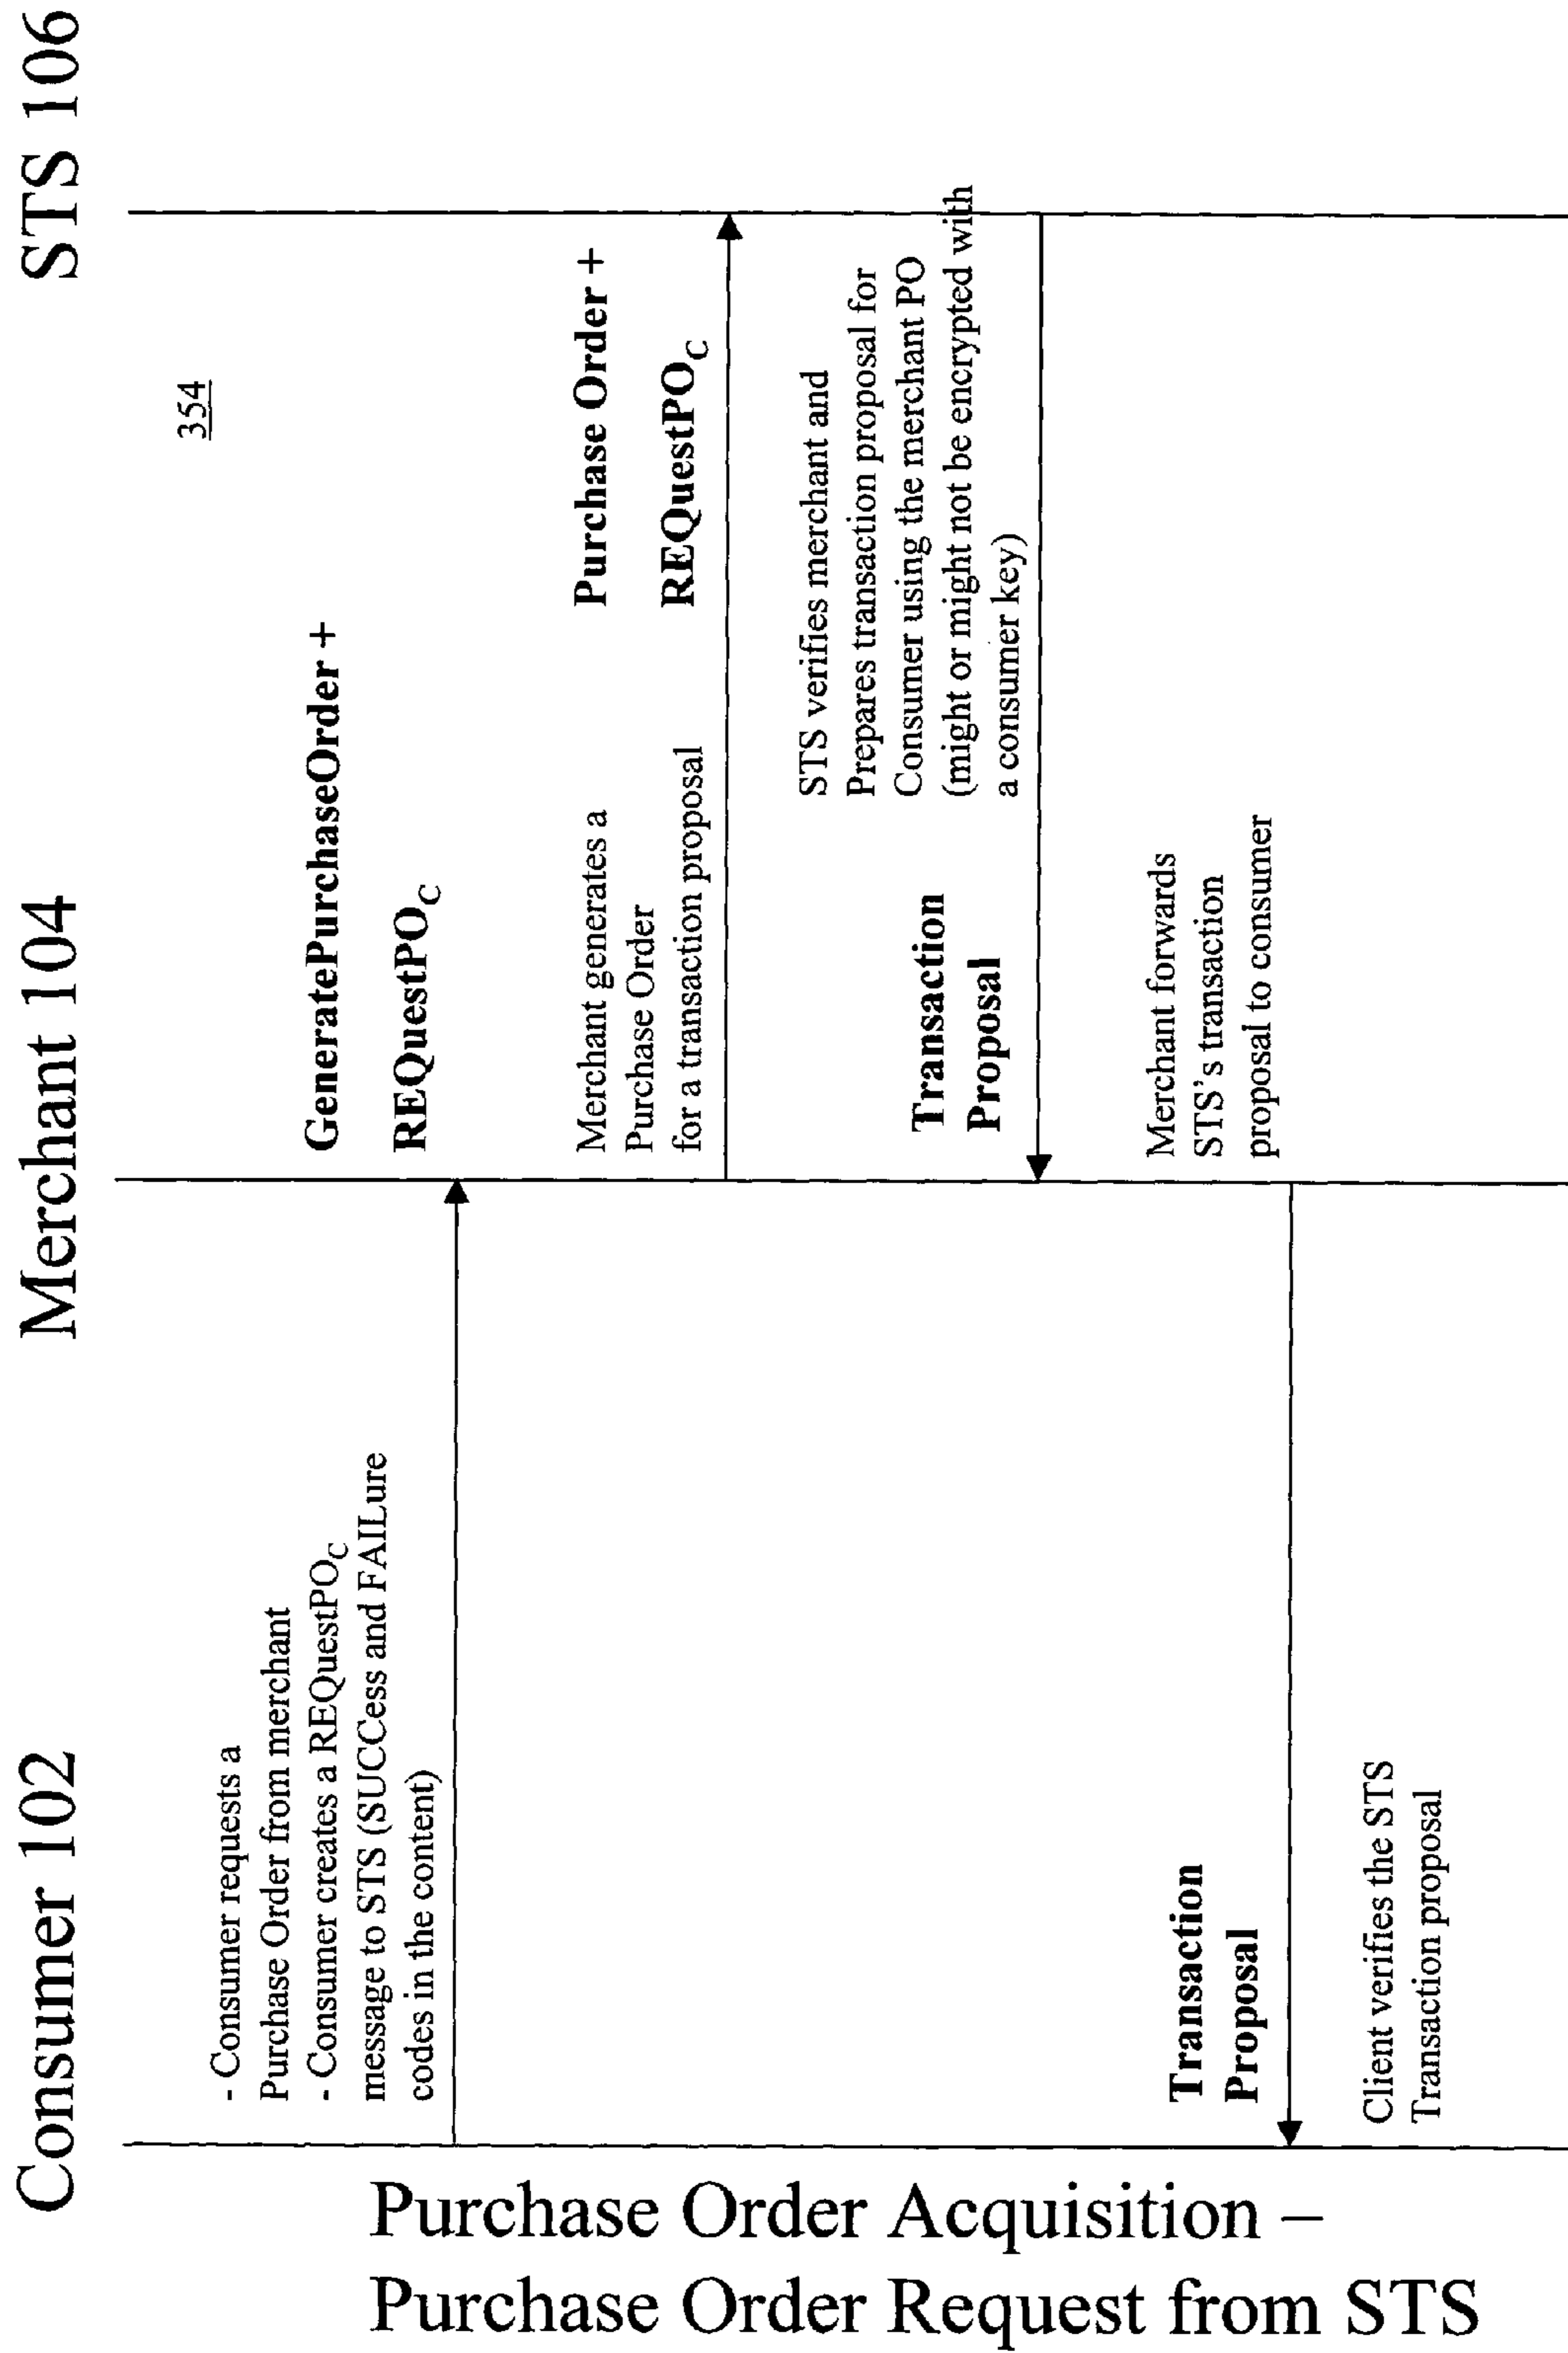 Consumer 102
Merchant 104
STS 106
354
- Consumer requests a
Purchase Order from merchant
- Consumer creates a REQuestPOC
message to STS (SUCCess and FAILure
codes in the content)
GeneratePurchaseOrder +
REQuestPOC
Merchant generates a
Purchase Order
for a transaction proposal
Purchase Order +
REQuestPOC
STS verifies merchant and
Prepares transaction proposal for
Consumer using the merchant PO
(might or might not be encrypted with
a consumer key)
Transaction
Proposal
Merchant forwards
STS's transaction
proposal to consumer
Transaction
Proposal
Client verifies the STS
Transaction proposal
Purchase Order Acquisition –
Purchase Order Request from STS